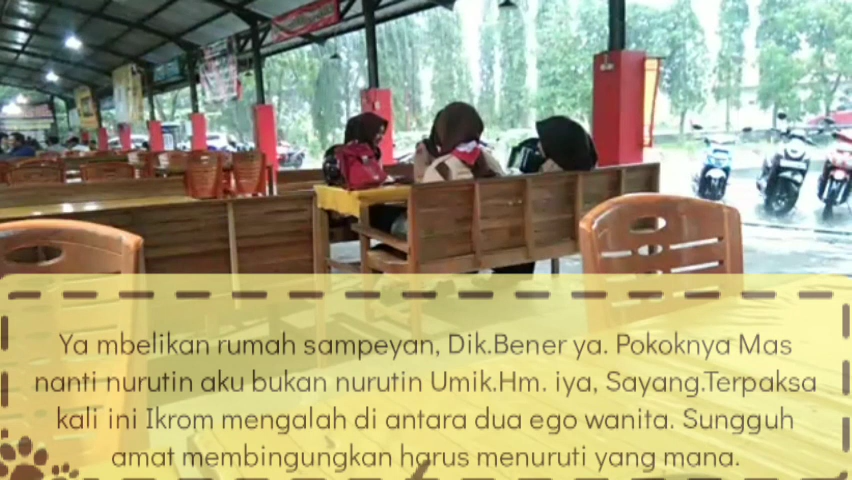 Ya mbelikan rumah sampeyan, Dik.Bener ya. Pokoknya Mas
nanti nurutin aku bukan nurutin Umik.Hm. iya, Sayang.Terpaksa
kali ini Ikrom mengalah di antara dua ego wanita. Sungguh
amat membingungkan harus menuruti yang mana.